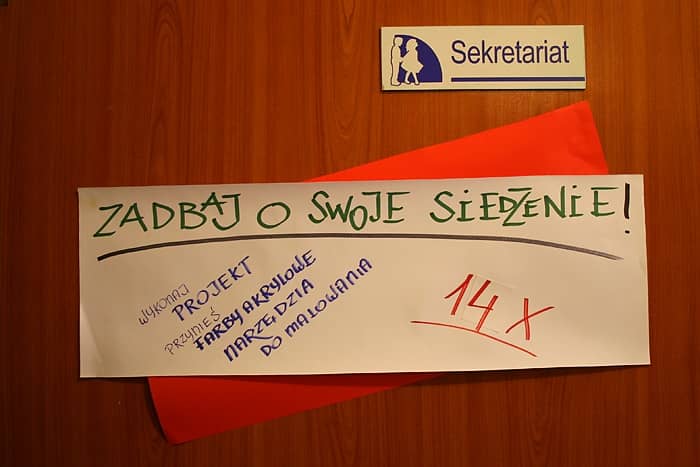 Sekretariat
ZADBAJ O SWOJE SIEDZENIE!
WYKONAJ
PROJEKT
PRZYNIEŚ
FARBY AKRYLOWE
NARZĘDZIA
DO MALOWANIA
14 X